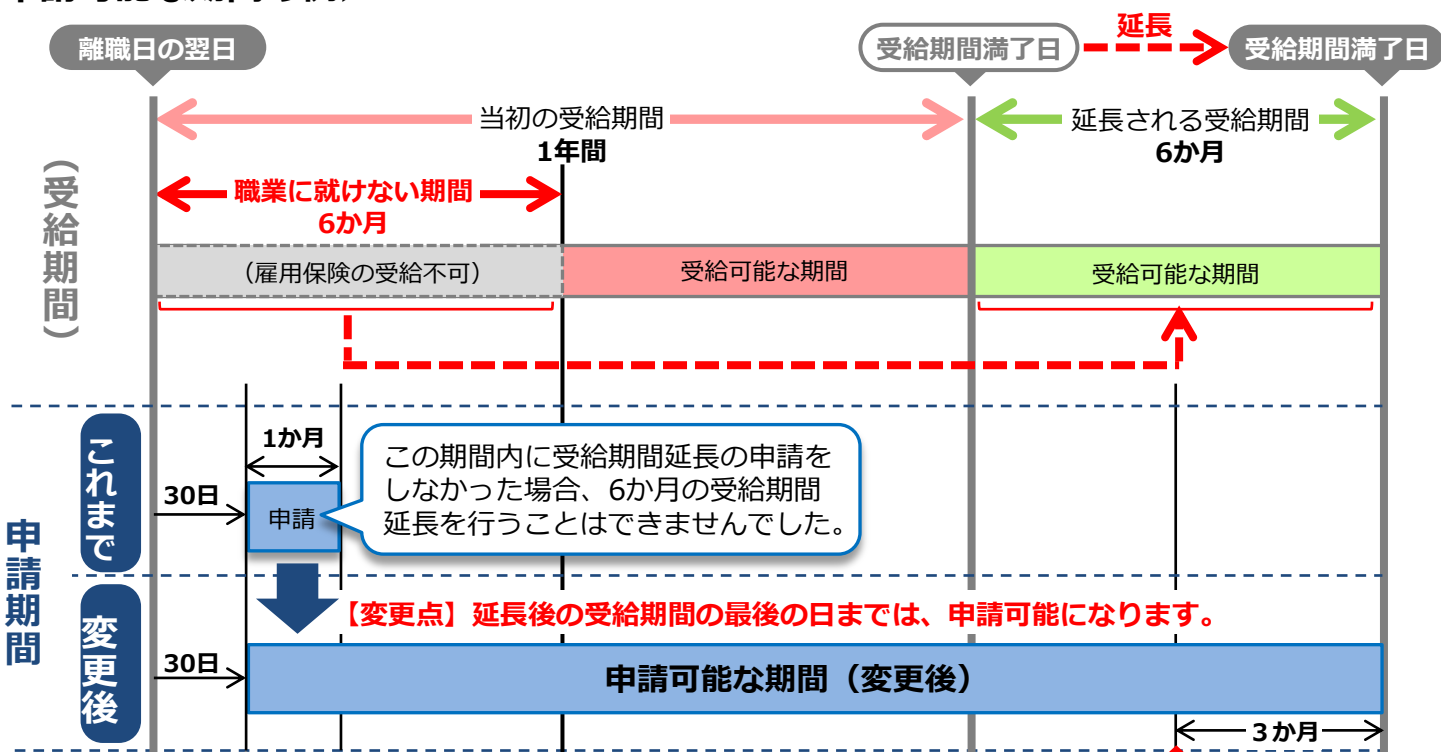 離職日の翌日
受給期間満了日
延長
受給期間満了日
当初の受給期間
1年間
延長される受給期間
6か月
(受給期間)
職業に就けない期間
6か月
(雇用保険の受給不可)
受給可能な期間
受給可能な期間
申請期間
これまで
30日
1か月
申請
この期間内に受給期間延長の申請を
しなかった場合、6か月の受給期間
延長を行うことはできませんでした。
変更後
【変更点】延長後の受給期間の最後の日までは、申請可能になります。
30日
申請可能な期間(変更後)
3か月